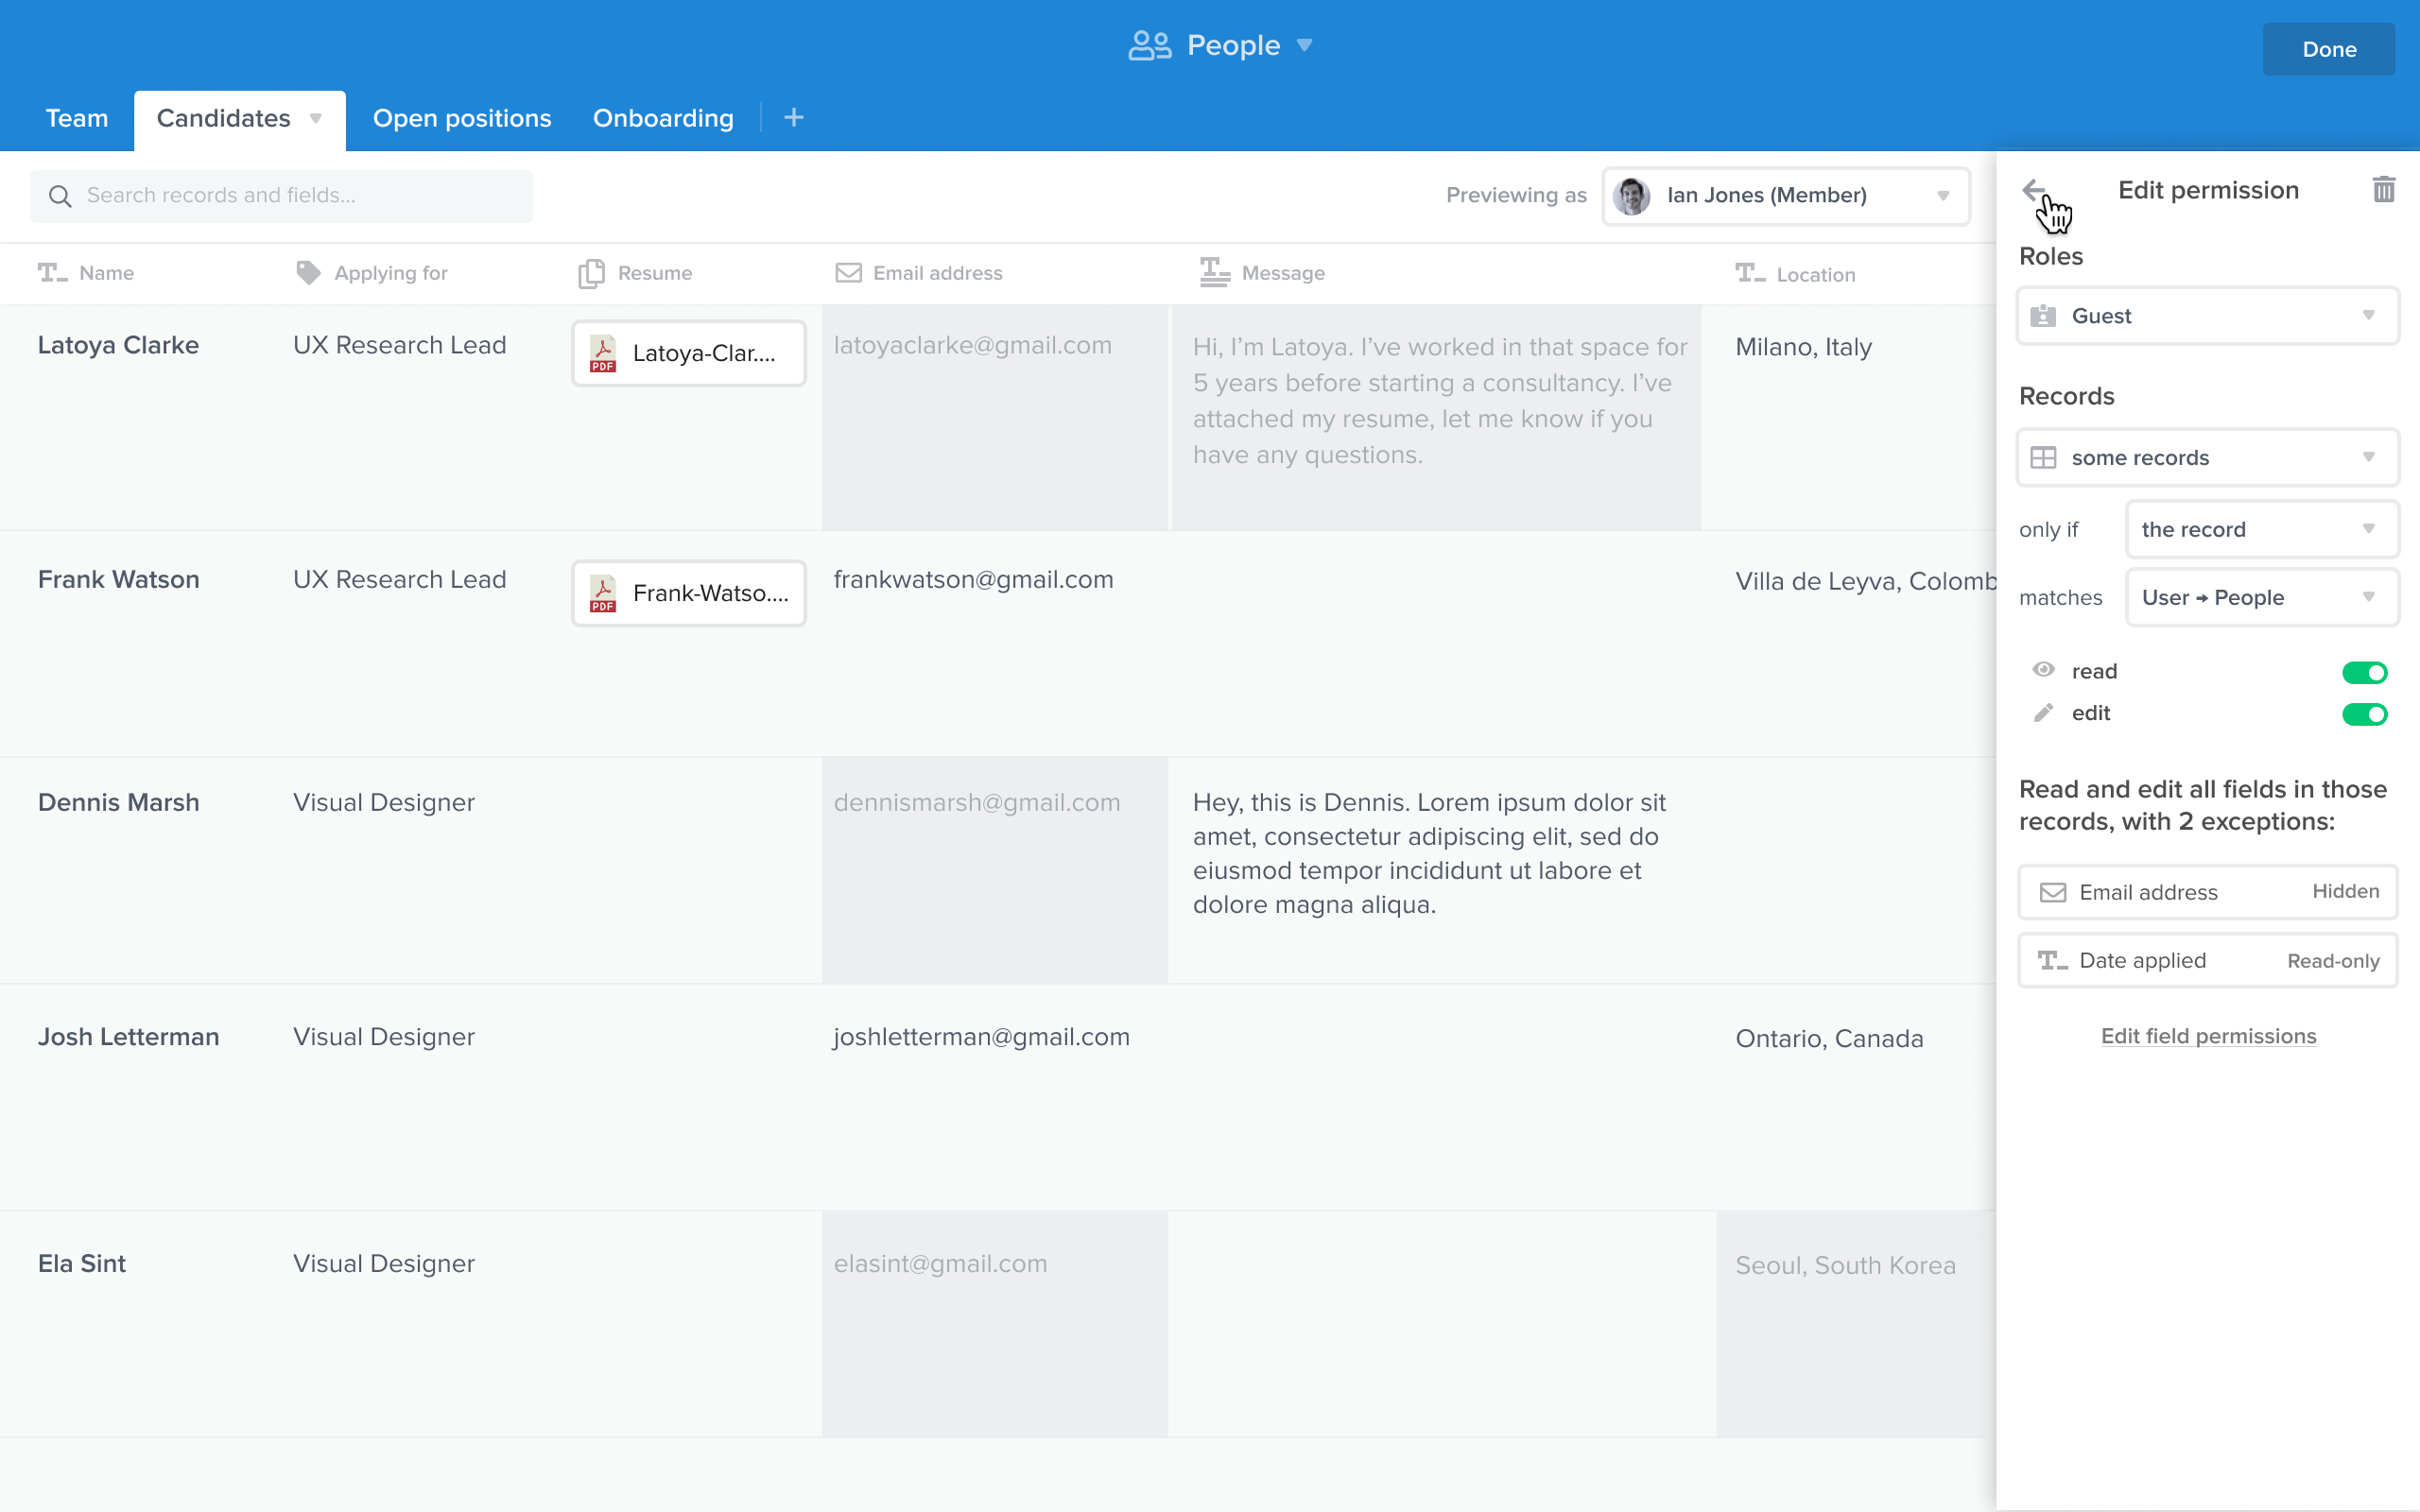 People
Done
Team
Candidates
Open positions
Onboarding
+
Search records and fields...
Previewing as
Ian Jones (Member)
Name
Applying for
Resume
Email address
Message
Location
Latoya Clarke
UX Research Lead
PDF
Latoya-Clar....
latoyaclarke@gmail.com
Hi, I’m Latoya. I’ve worked in that space for
5 years before starting a consultancy. I’ve
attached my resume, let me know if you
have any questions.
Milano, Italy
Frank Watson
UX Research Lead
PDF
Frank-Watso....
frankwatson@gmail.com
Villa de Leyva, Colomb
Dennis Marsh
Visual Designer
dennismarsh@gmail.com
Hey, this is Dennis. Lorem ipsum dolor sit
amet, consectetur adipiscing elit, sed do
eiusmod tempor incididunt ut labore et
dolore magna aliqua.
Josh Letterman
Visual Designer
joshletterman@gmail.com
Ontario, Canada
Ela Sint
Visual Designer
elasint@gmail.com
Seoul, South Korea
Edit permission
Roles
Guest
Records
some records
only if
the record
matches
User → People
read
edit
Read and edit all fields in those
records, with 2 exceptions:
Email address
Hidden
Date applied
Read-only
Edit field permissions